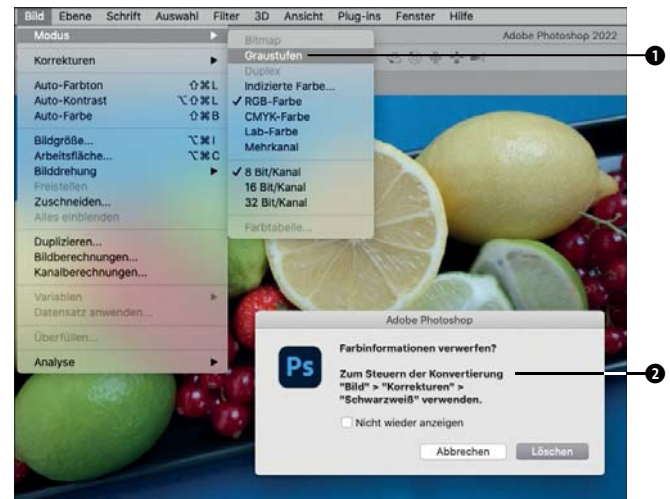 Bild Ebene Schrift Auswahl Filter 3D Ansicht Plug-ins Fenster Hilfe
Adobe Photoshop 2022
Modus
Korrekturen
Auto-Farbton ⇧⌘L
Auto-Kontrast ⌥⇧⌘L
Auto-Farbe ⇧⌘B
Bildgröße... ⌥⌘I
Arbeitsfläche... ⌥⌘C
Bilddrehung
Freistellen
Zuschneiden...
Alles einblenden
Duplizieren...
Bildberechnungen...
Kanalberechnungen...
Variablen
Datensatz anwenden...
Überfüllen...
Analyse
Bitmap
Graustufen
Duplex
Indizierte Farbe...
✓ RGB-Farbe
CMYK-Farbe
Lab-Farbe
Mehrkanal
✓ 8 Bit/Kanal
16 Bit/Kanal
32 Bit/Kanal
Farbtabelle...
❶
Adobe Photoshop
Ps
Farbinformationen verwerfen?
Zum Steuern der Konvertierung
"Bild" > "Korrekturen" >
"Schwarzweiß" verwenden.
Nicht wieder anzeigen
Abbrechen Löschen
❷